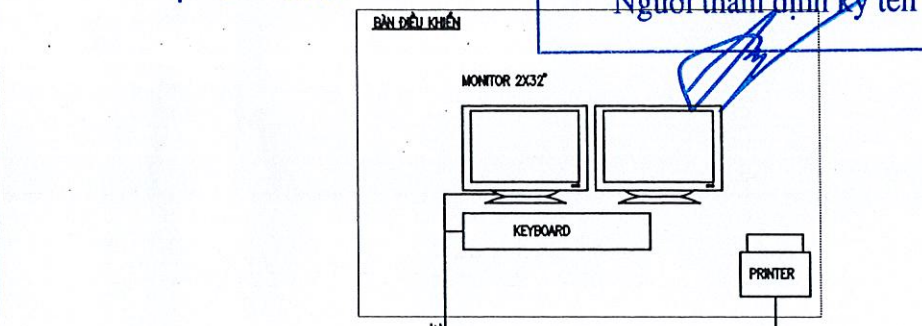 Người thẩm định ký tên
BÀN ĐIỀU KHIỂN
MONITOR 2X32"
KEYBOARD
PRINTER